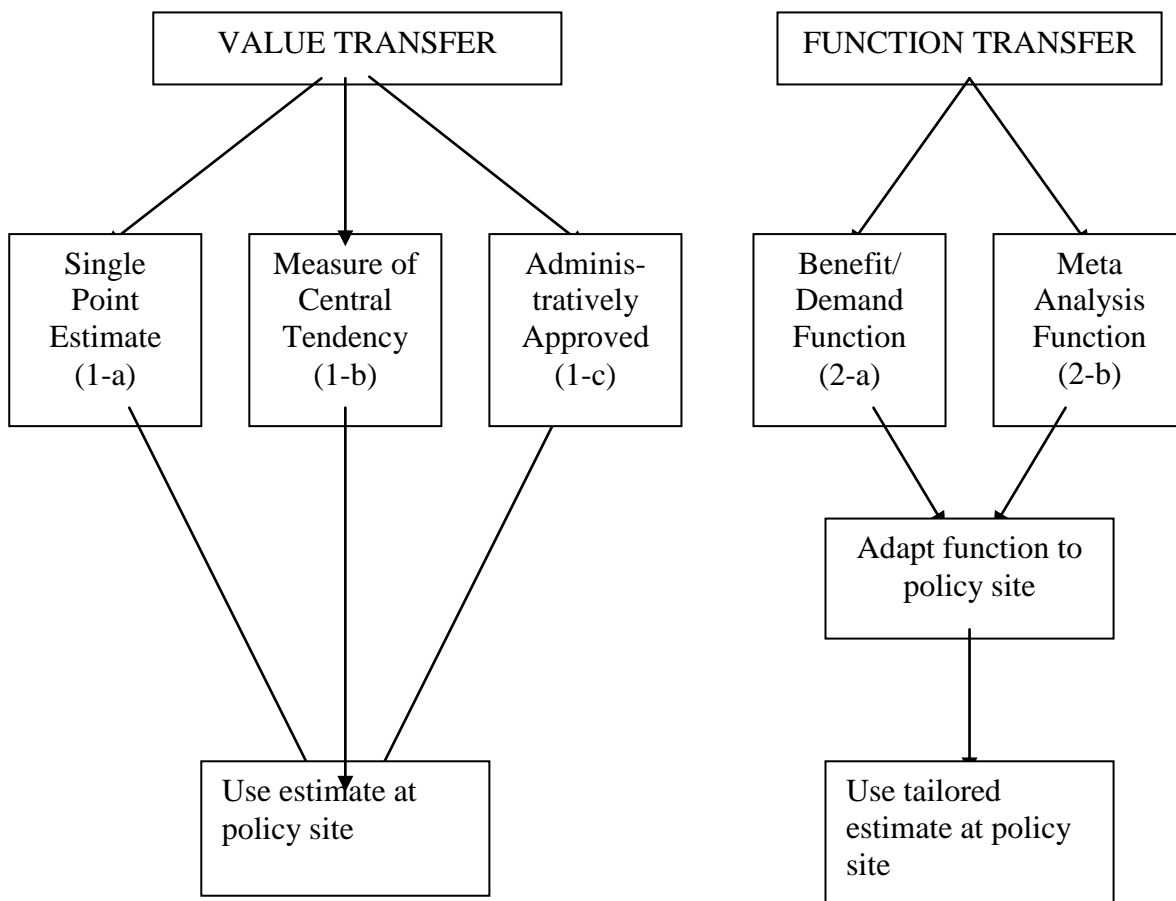 VALUE TRANSFER
FUNCTION TRANSFER
Single
Point
Estimate
(1-a)
Measure of
Central
Tendency
(1-b)
Adminis-
tratively
Approved
(1-c)
Benefit/
Demand
Function
(2-a)
Meta
Analysis
Function
(2-b)
Adapt function to
policy site
Use estimate at
policy site
Use tailored
estimate at policy
site